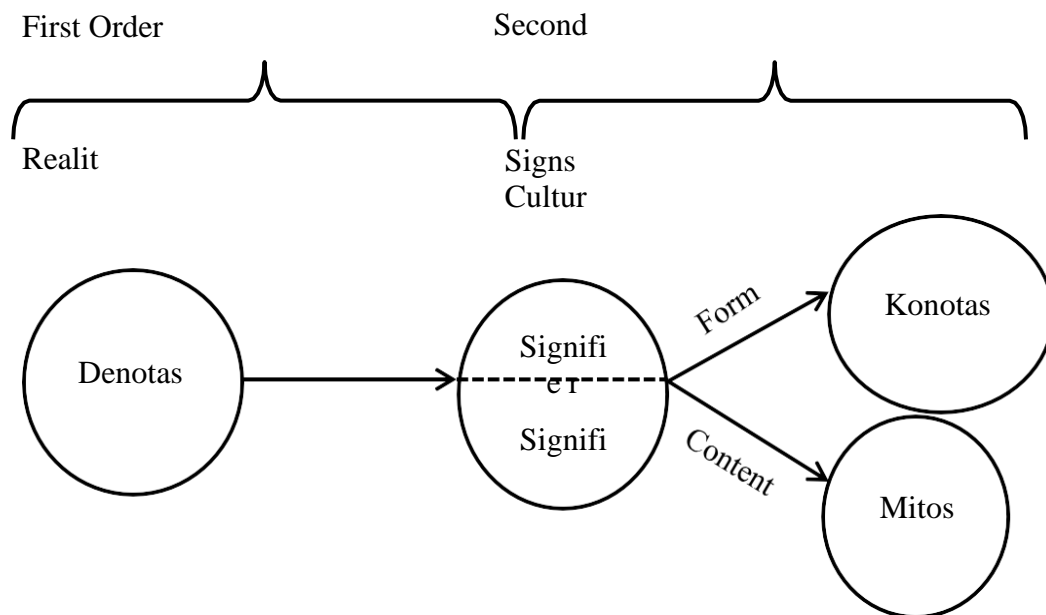 First Order
Second
Realit
Signs
Cultur
Denotas
Signifi
e r
Signifi
Form
Content
Konotas
Mitos